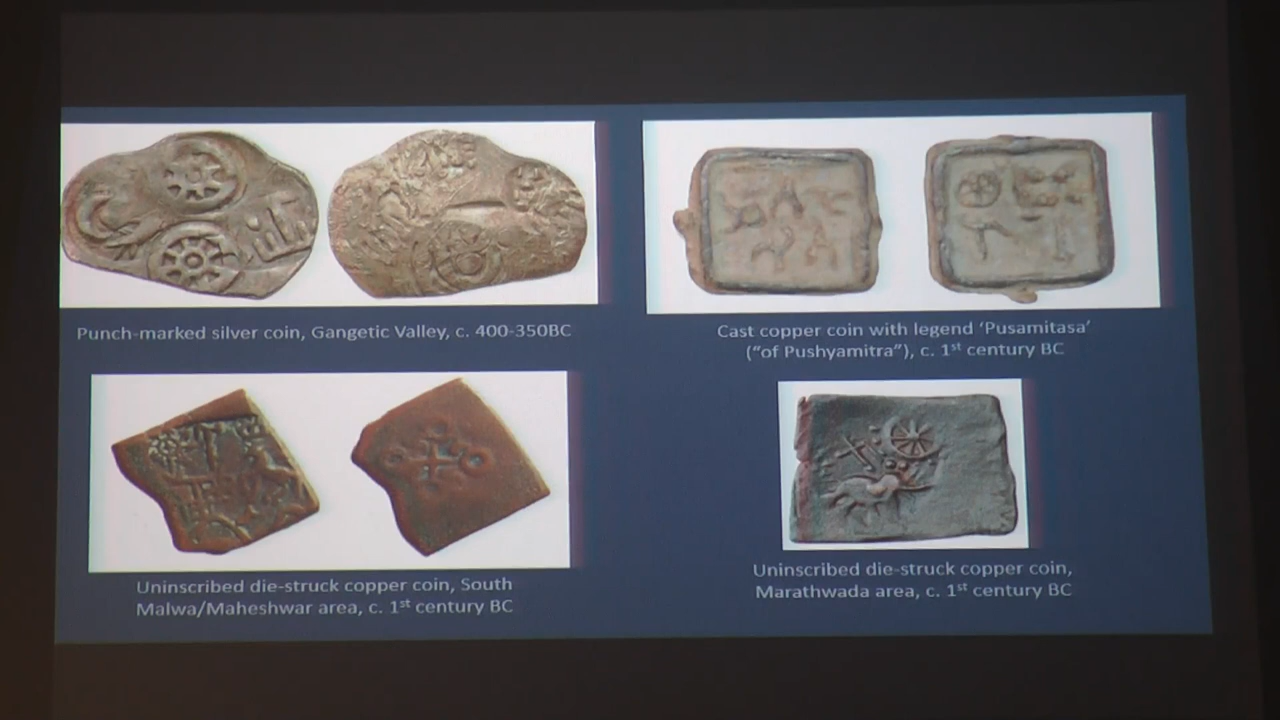 Punch-marked silver coin, Gangetic Valley, c. 400-350BC
Cast copper coin with legend ‘Pusamitasa’
(“of Pushyamitra”), c. 1st century BC
Uninscribed die-struck copper coin, South
Malwa/Maheshwar area, c. 1st century BC
Uninscribed die-struck copper coin,
Marathwada area, c. 1st century BC